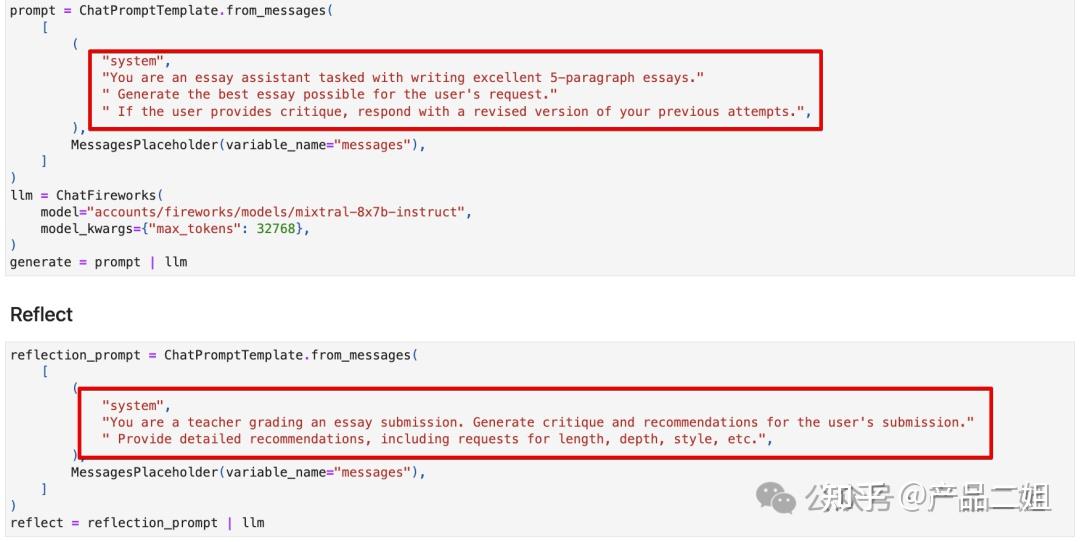 prompt = ChatPromptTemplate.from_messages(
    [
        (
            "system",
            "You are an essay assistant tasked with writing excellent 5-paragraph essays."
            " Generate the best essay possible for the user's request."
            " If the user provides critique, respond with a revised version of your previous attempts.",
        ),
        MessagesPlaceholder(variable_name="messages"),
    ]
)
llm = ChatFireworks(
    model="accounts/fireworks/models/mixtral-8x7b-instruct",
    model_kwargs={"max_tokens": 32768},
)
generate = prompt | llm
Reflect
reflection_prompt = ChatPromptTemplate.from_messages(
    [
        (
            "system",
            "You are a teacher grading an essay submission. Generate critique and recommendations for the user's submission."
            " Provide detailed recommendations, including requests for length, depth, style, etc.",
        ),
        MessagesPlaceholder(variable_name="messages"),
    ]
)
reflect = reflection_prompt | llm
知乎 @产品二姐